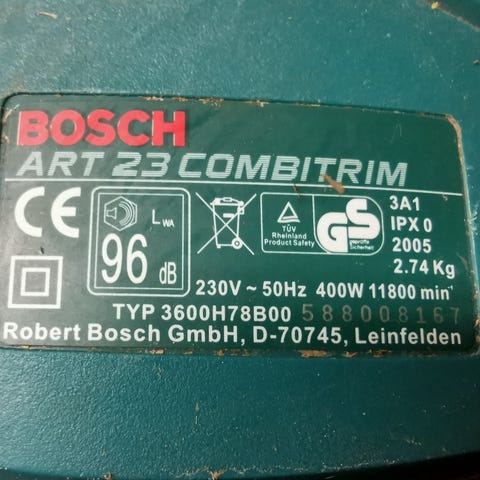 BOSCH
ART 23 COMBITRIM
CE
LWA
96 dB
TÜV
Rheinland
Product Safety
GS
geprüfte
Sicherheit
3A1
IPX 0
2005
2.74 Kg
230V ~ 50Hz 400W 11800 min-1
TYP 3600H78B00 588008167
Robert Bosch GmbH, D-70745, Leinfelden